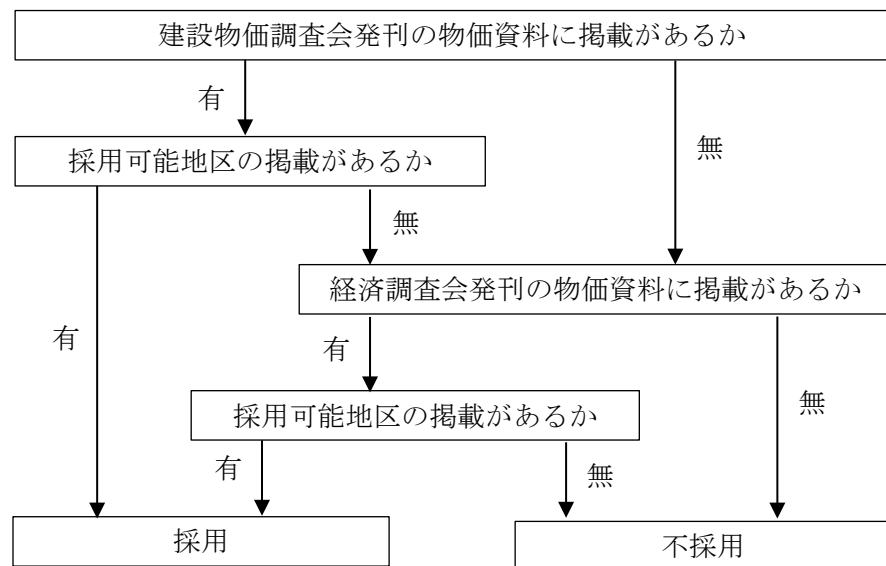 建設物価調査会発刊の物価資料に掲載があるか
有
無
採用可能地区の掲載があるか
無
経済調査会発刊の物価資料に掲載があるか
有
有
無
採用可能地区の掲載があるか
有
無
採用
不採用